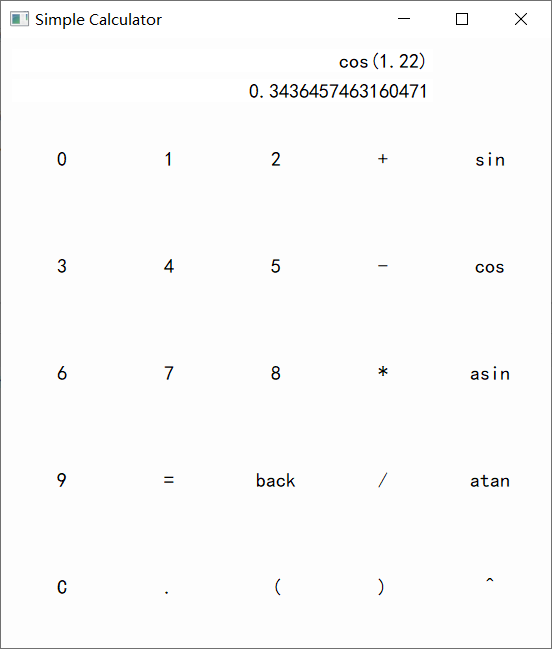 Simple Calculator
cos(1.22)
0.3436457463160471
0 1 2 + sin
3 4 5 - cos
6 7 8 * asin
9 = back / atan
C . ( ) ^